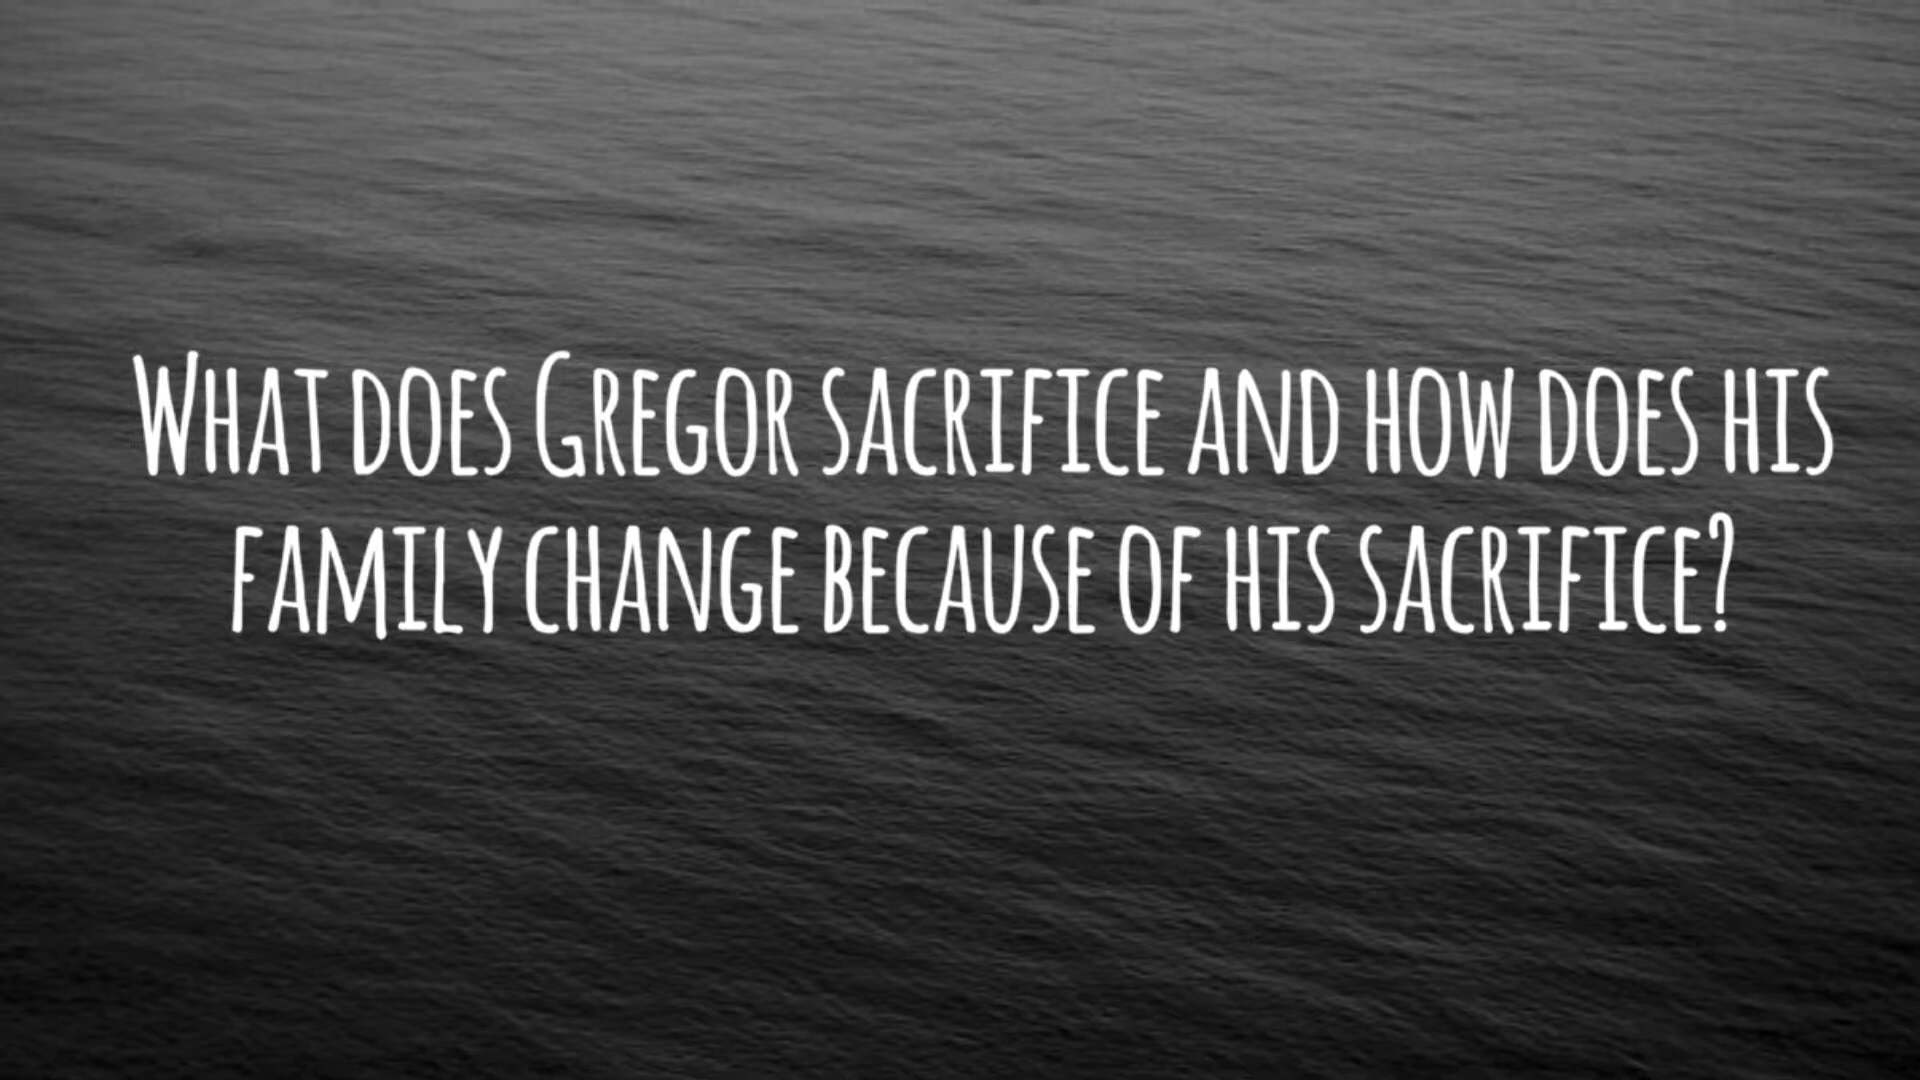 What does Gregor sacrifice and how does his
family change because of his sacrifice?